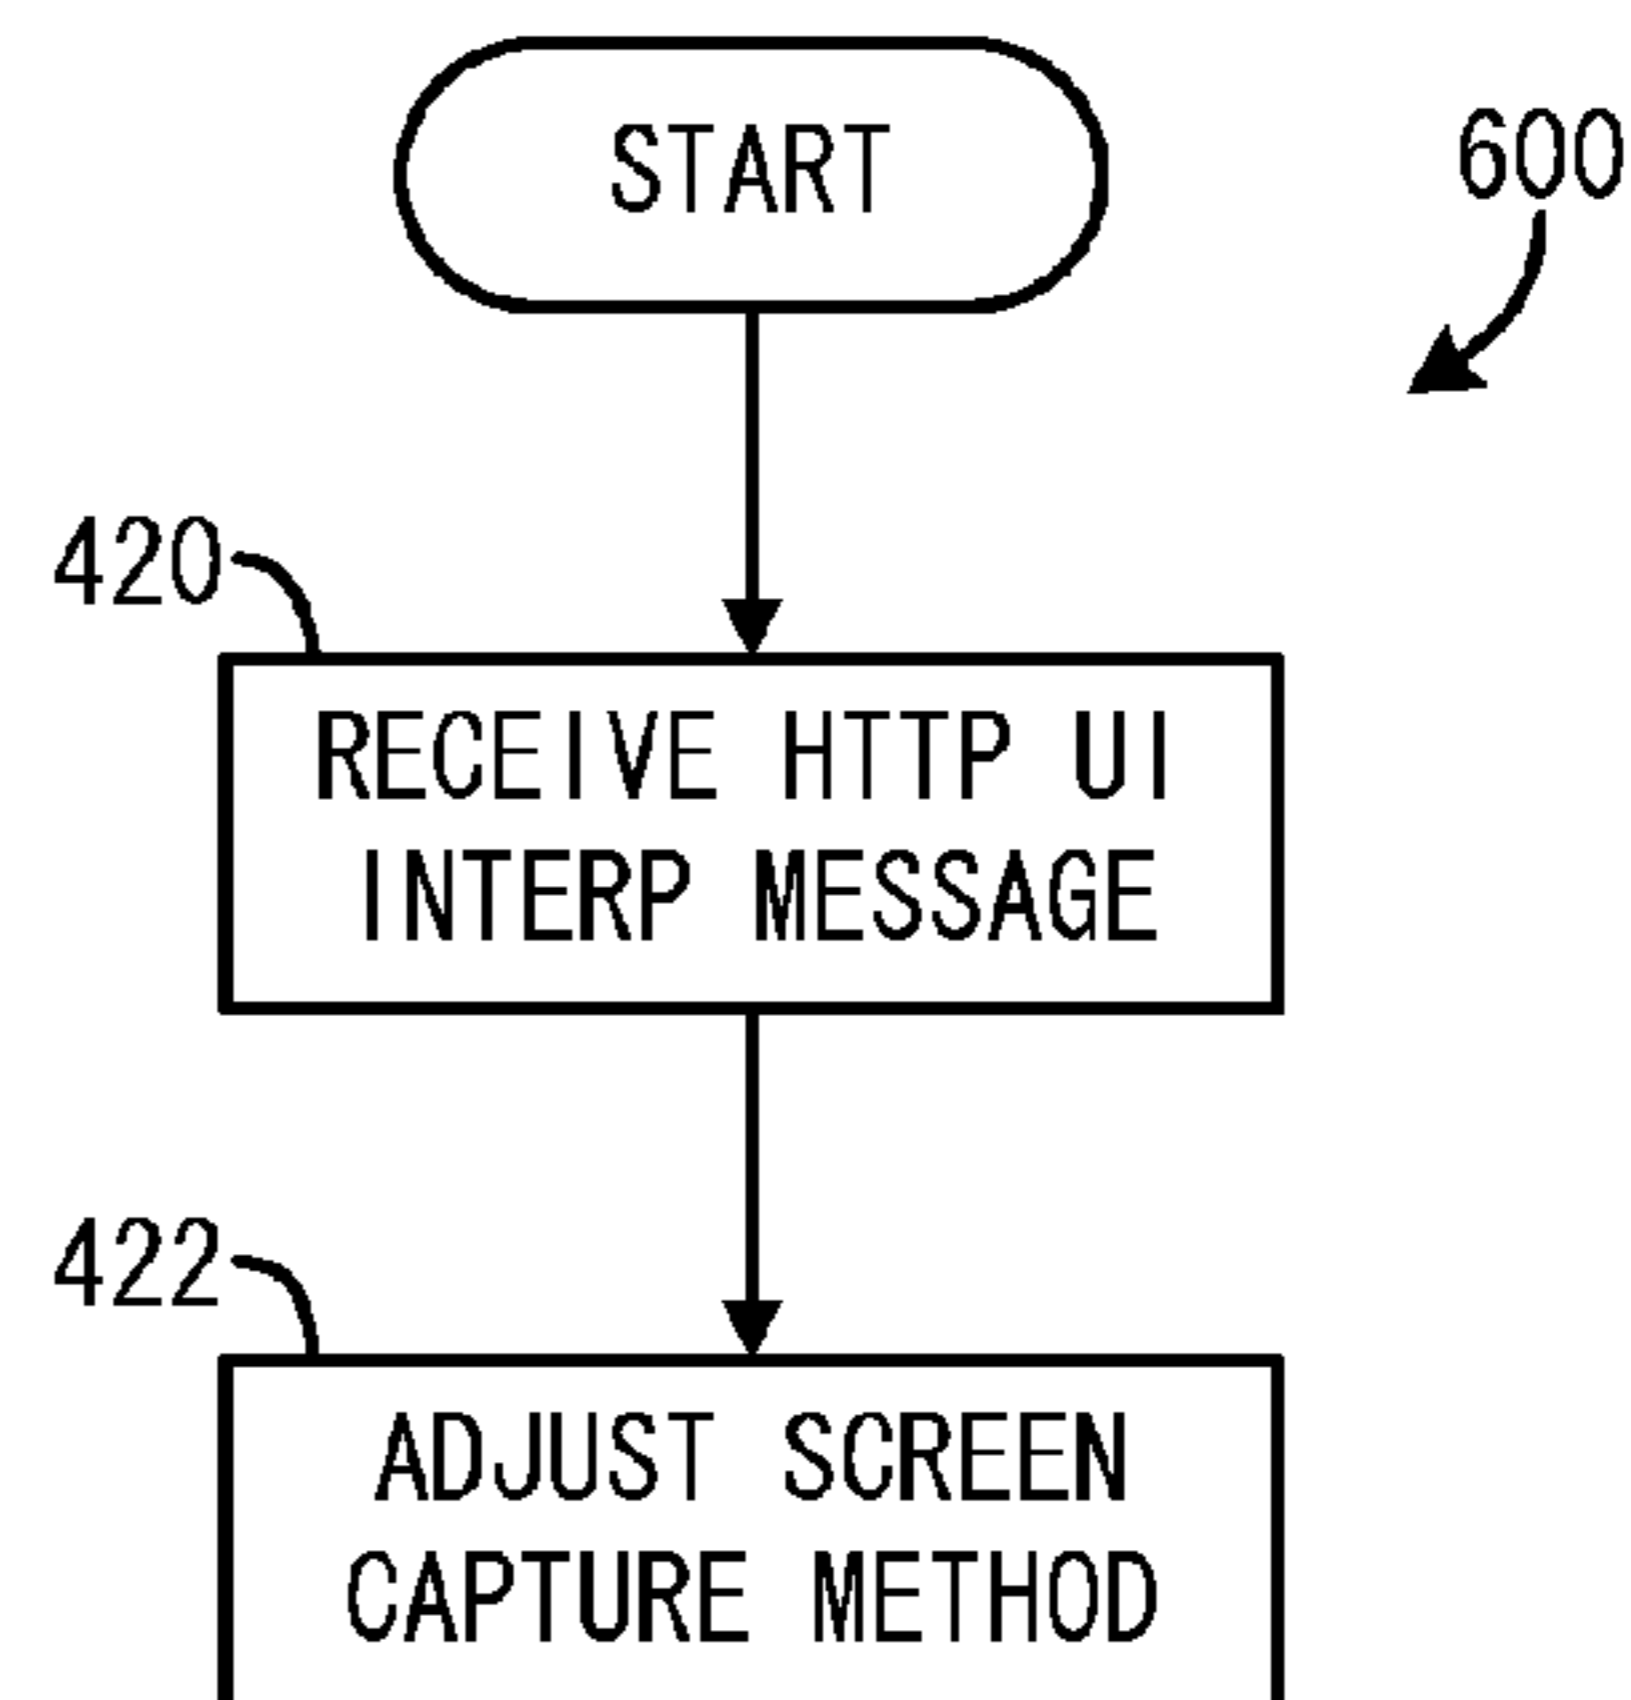 START
600
420
RECEIVE HTTP UI
INTERP MESSAGE
422
ADJUST SCREEN
CAPTURE METHOD